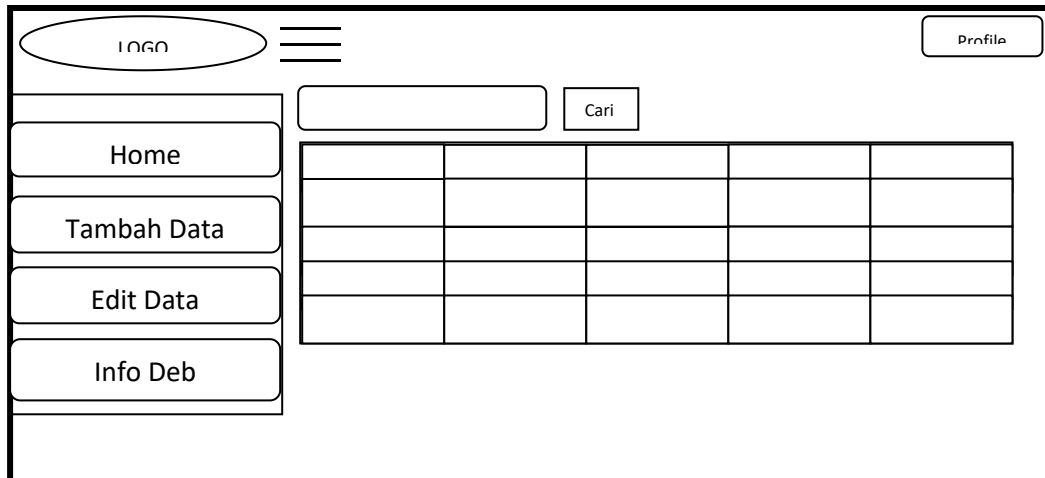 LOGO
Profile
Cari
Home
Tambah Data
Edit Data
Info Deb